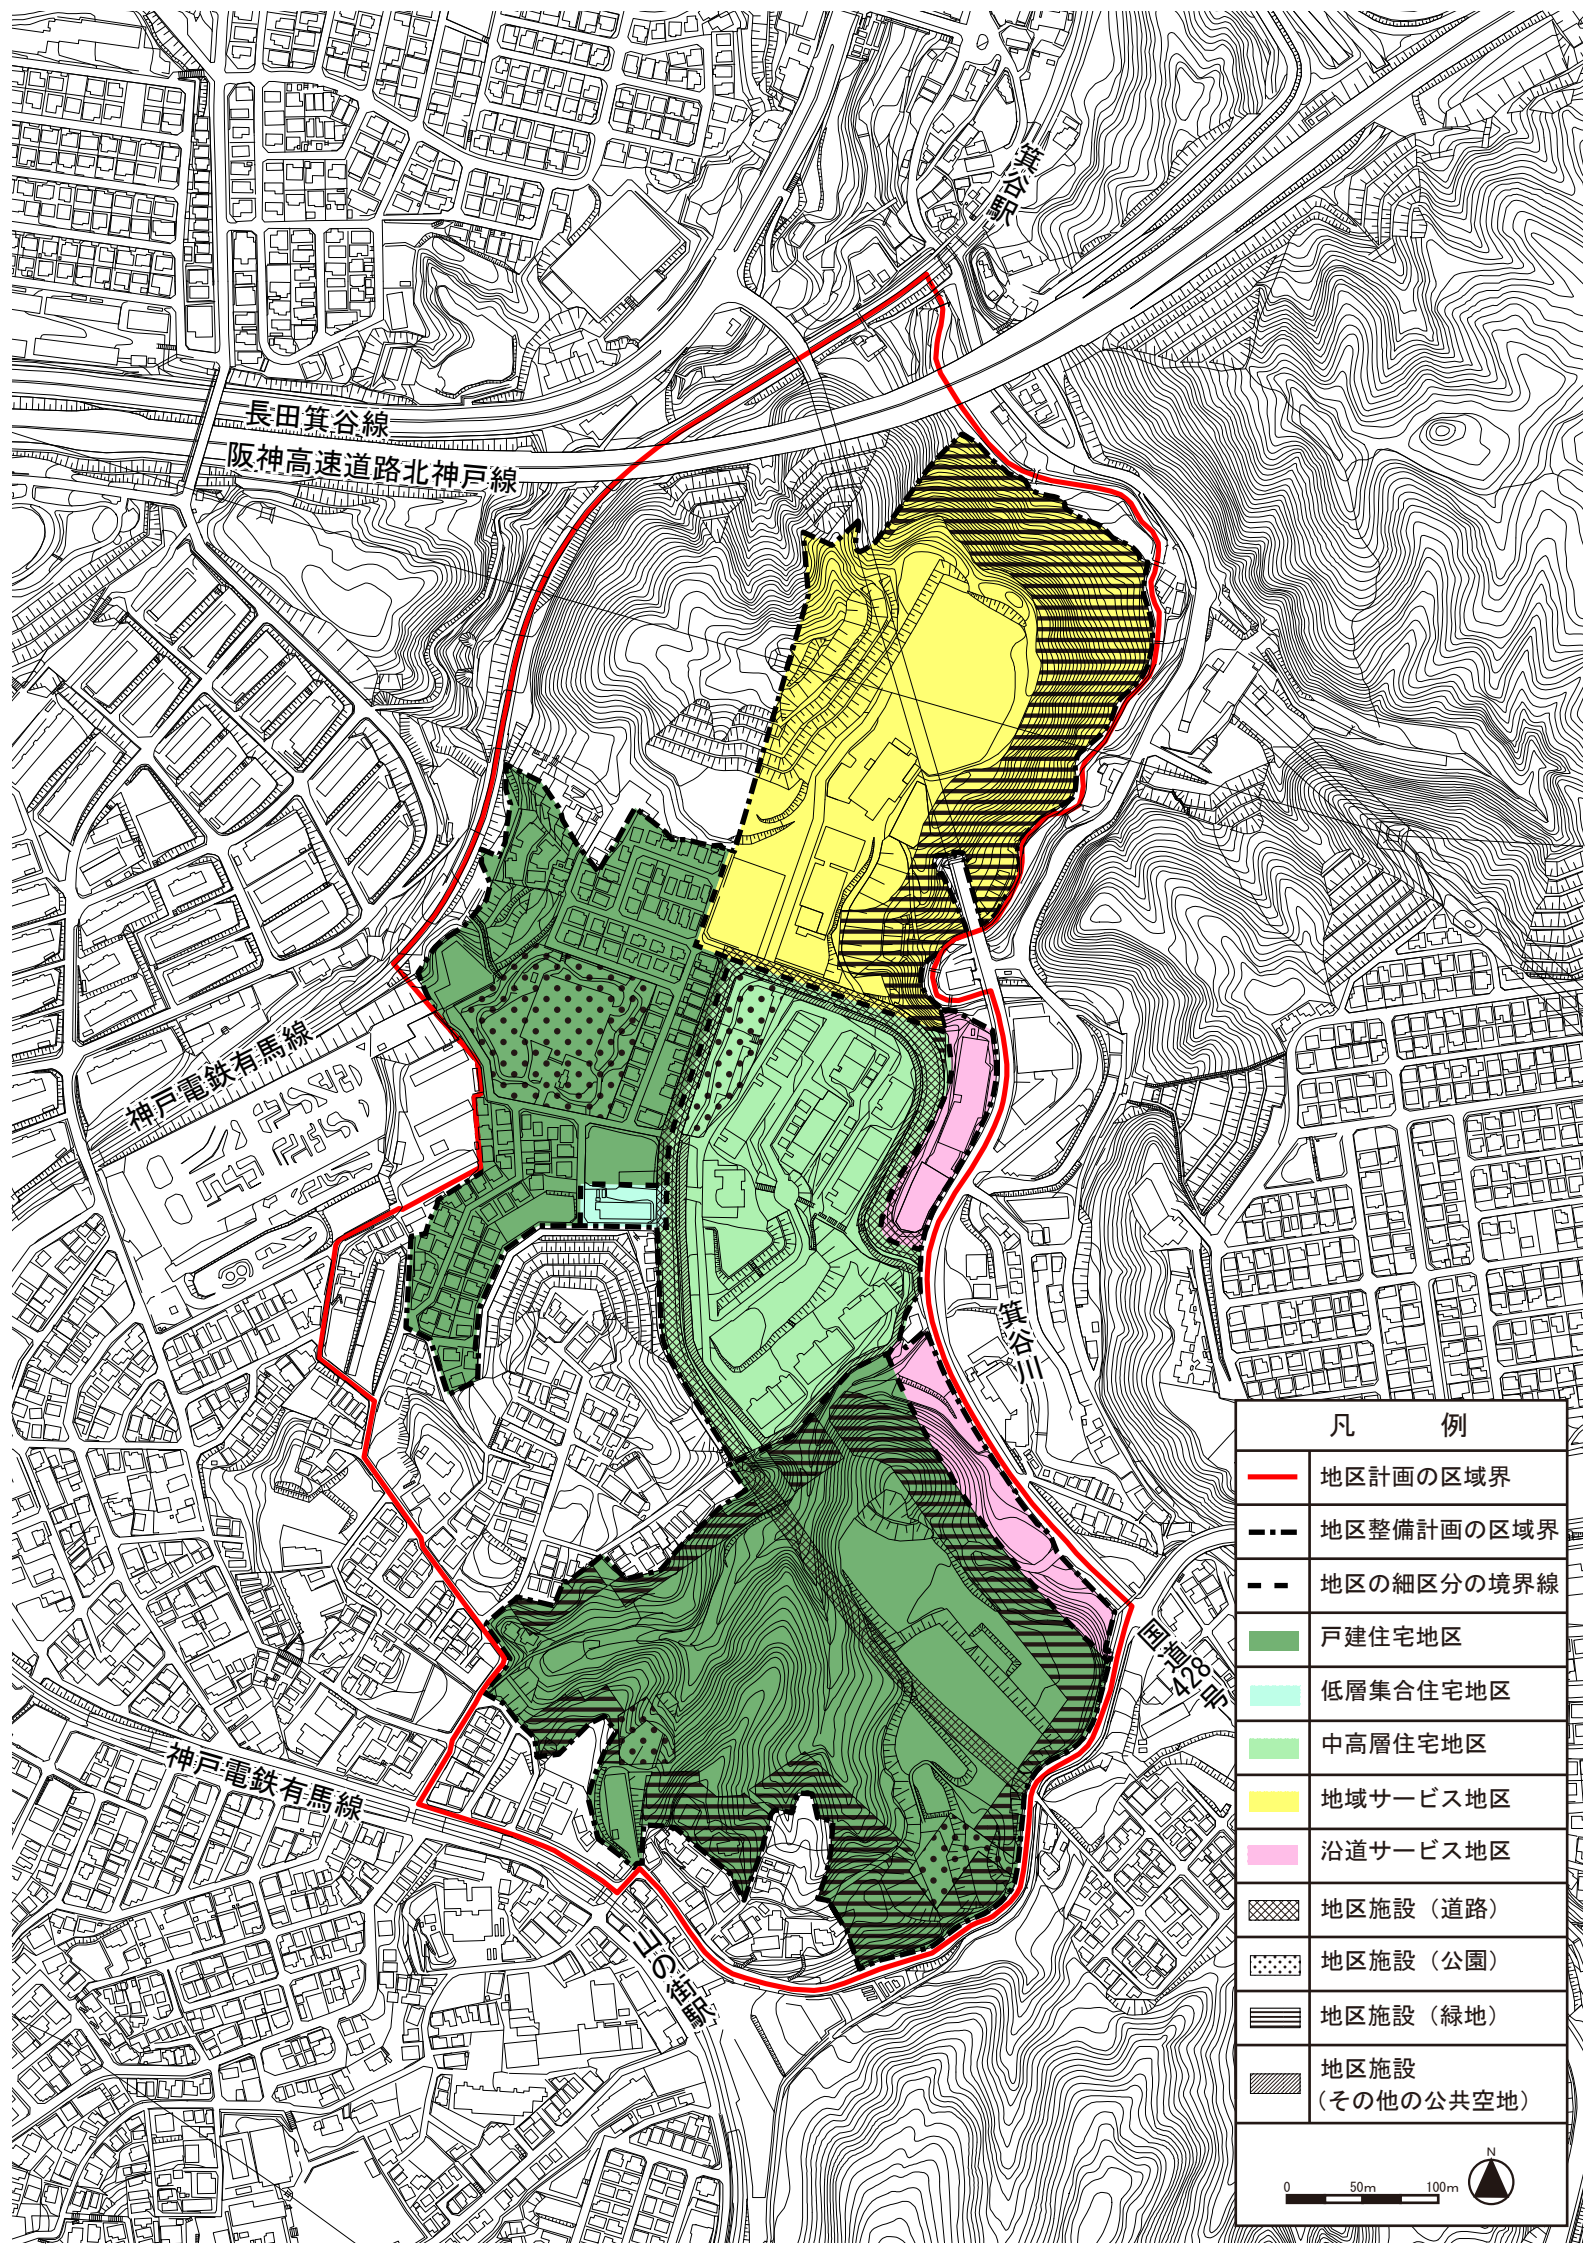 箕谷駅
長田箕谷線
阪神高速道路北神戸線
神戸電鉄有馬線
箕谷川
国道428号
神戸電鉄有馬線
山の街駅
凡 例
地区計画の区域界
地区整備計画の区域界
地区の細区分の境界線
戸建住宅地区
低層集合住宅地区
中高層住宅地区
地域サービス地区
沿道サービス地区
地区施設（道路）
地区施設（公園）
地区施設（緑地）
地区施設
（その他の公共空地）
N
0 50m 100m